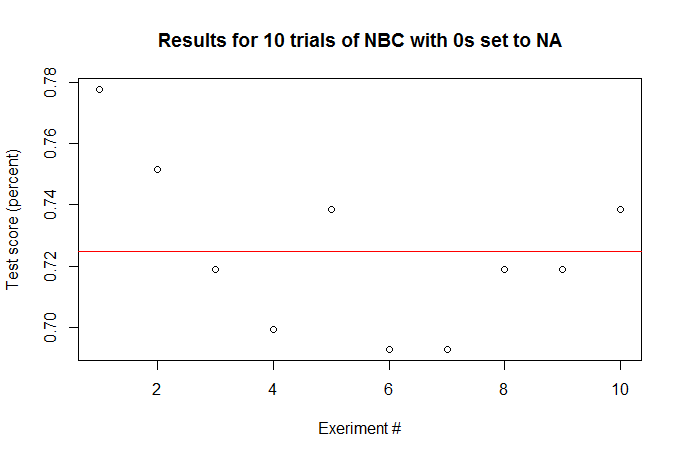 Results for 10 trials of NBC with 0s set to NA
Test score (percent)
0.78
0.76
0.74
0.72
0.70
2 4 6 8 10
Exeriment #